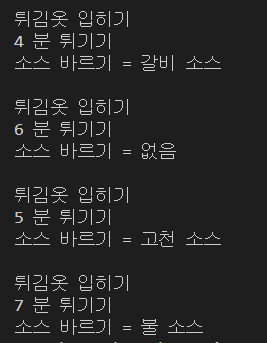 튀김옷 입히기
4 분 튀기기
소스 바르기 = 갈비 소스
튀김옷 입히기
6 분 튀기기
소스 바르기 = 없음
튀김옷 입히기
5 분 튀기기
소스 바르기 = 고천 소스
튀김옷 입히기
7 분 튀기기
소스 바르기 = 불 소스